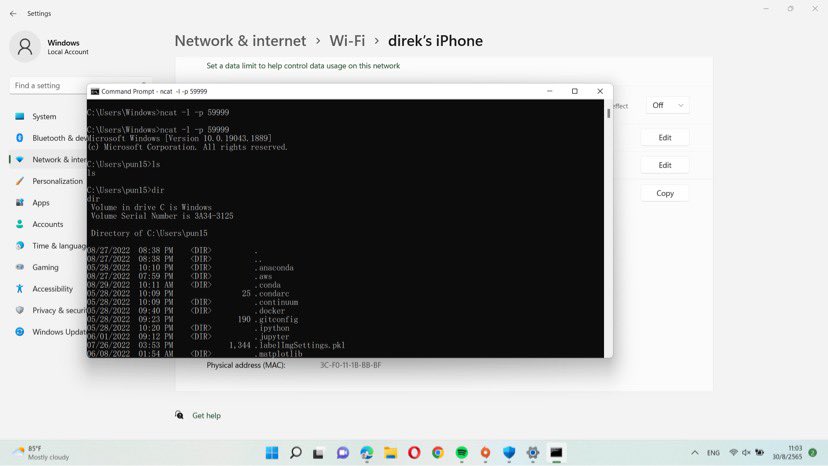 Settings
Windows
Local Account
Find a setting
System
Bluetooth & de
Network & inter
Personalization
Apps
Accounts
Time & languag
Gaming
Accessibility
Privacy & securi
Windows Updat
Network & internet › Wi-Fi › direk's iPhone
Set a data limit to help control data usage on this network
effect
Off
Edit
Edit
Copy
Command Prompt - ncat -l -p 59999
C:\Users\Windows>ncat -l -p 59999
C:\Users\Windows>ncat -l -p 59999
Microsoft Windows [Version 10.0.19043.1889]
(c) Microsoft Corporation. All rights reserved.
C:\Users\pun15>ls
ls
C:\Users\pun15>dir
dir
Volume in drive C is Windows
Volume Serial Number is 3A34-3125
Directory of C:\Users\pun15
08/27/2022 08:38 PM <DIR> .
08/27/2022 08:38 PM <DIR> ..
05/28/2022 10:10 PM <DIR> .anaconda
08/27/2022 07:59 PM <DIR> .aws
08/29/2022 10:11 AM <DIR> .conda
05/28/2022 10:09 PM 25 .condarc
05/28/2022 10:09 PM <DIR> .continuum
05/28/2022 09:40 PM <DIR> .docker
05/28/2022 09:23 PM 190 .gitconfig
05/28/2022 10:20 PM <DIR> .ipython
06/01/2022 09:12 PM <DIR> .jupyter
07/26/2022 03:53 PM 1,344 .labelImgSettings.pkl
06/08/2022 01:54 AM <DIR> .matplotlib
Physical address (MAC): 3C-F0-11-1B-BB-BF
Get help
85°F
Mostly cloudy
ENG
11:03
30/8/2565
2